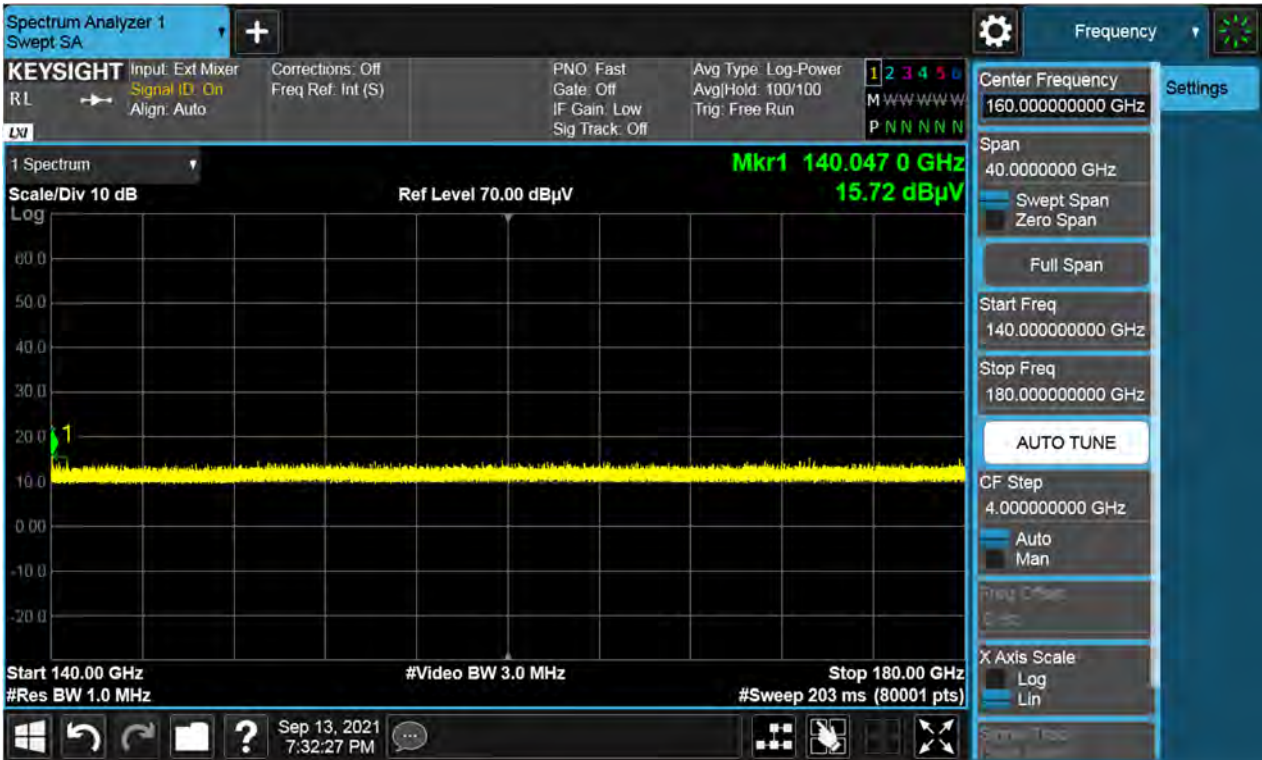 Spectrum Analyzer 1
Swept SA
Frequency
KEYSIGHT
RL
LXI
Input: Ext Mixer
Signal ID: On
Align: Auto
Corrections: Off
Freq Ref: Int (S)
PNO: Fast
Gate: Off
IF Gain: Low
Sig Track: Off
Avg Type: Log-Power
Avg|Hold: 100/100
Trig: Free Run
1 2 3 4 5 6
M W W W W W
P N N N N N
1 Spectrum
Mkr1 140.047 0 GHz
Scale/Div 10 dB
Ref Level 70.00 dBµV
15.72 dBµV
Log
60.0
50.0
40.0
30.0
20.0
1
10.0
0.00
-10.0
-20.0
Start 140.00 GHz
#Video BW 3.0 MHz
Stop 180.00 GHz
#Res BW 1.0 MHz
#Sweep 203 ms (80001 pts)
Center Frequency
160.000000000 GHz
Settings
Span
40.0000000 GHz
Swept Span
Zero Span
Full Span
Start Freq
140.000000000 GHz
Stop Freq
180.000000000 GHz
AUTO TUNE
CF Step
4.000000000 GHz
Auto
Man
Freq Offset
X Axis Scale
Log
Lin
?
Sep 13, 2021
7:32:27 PM